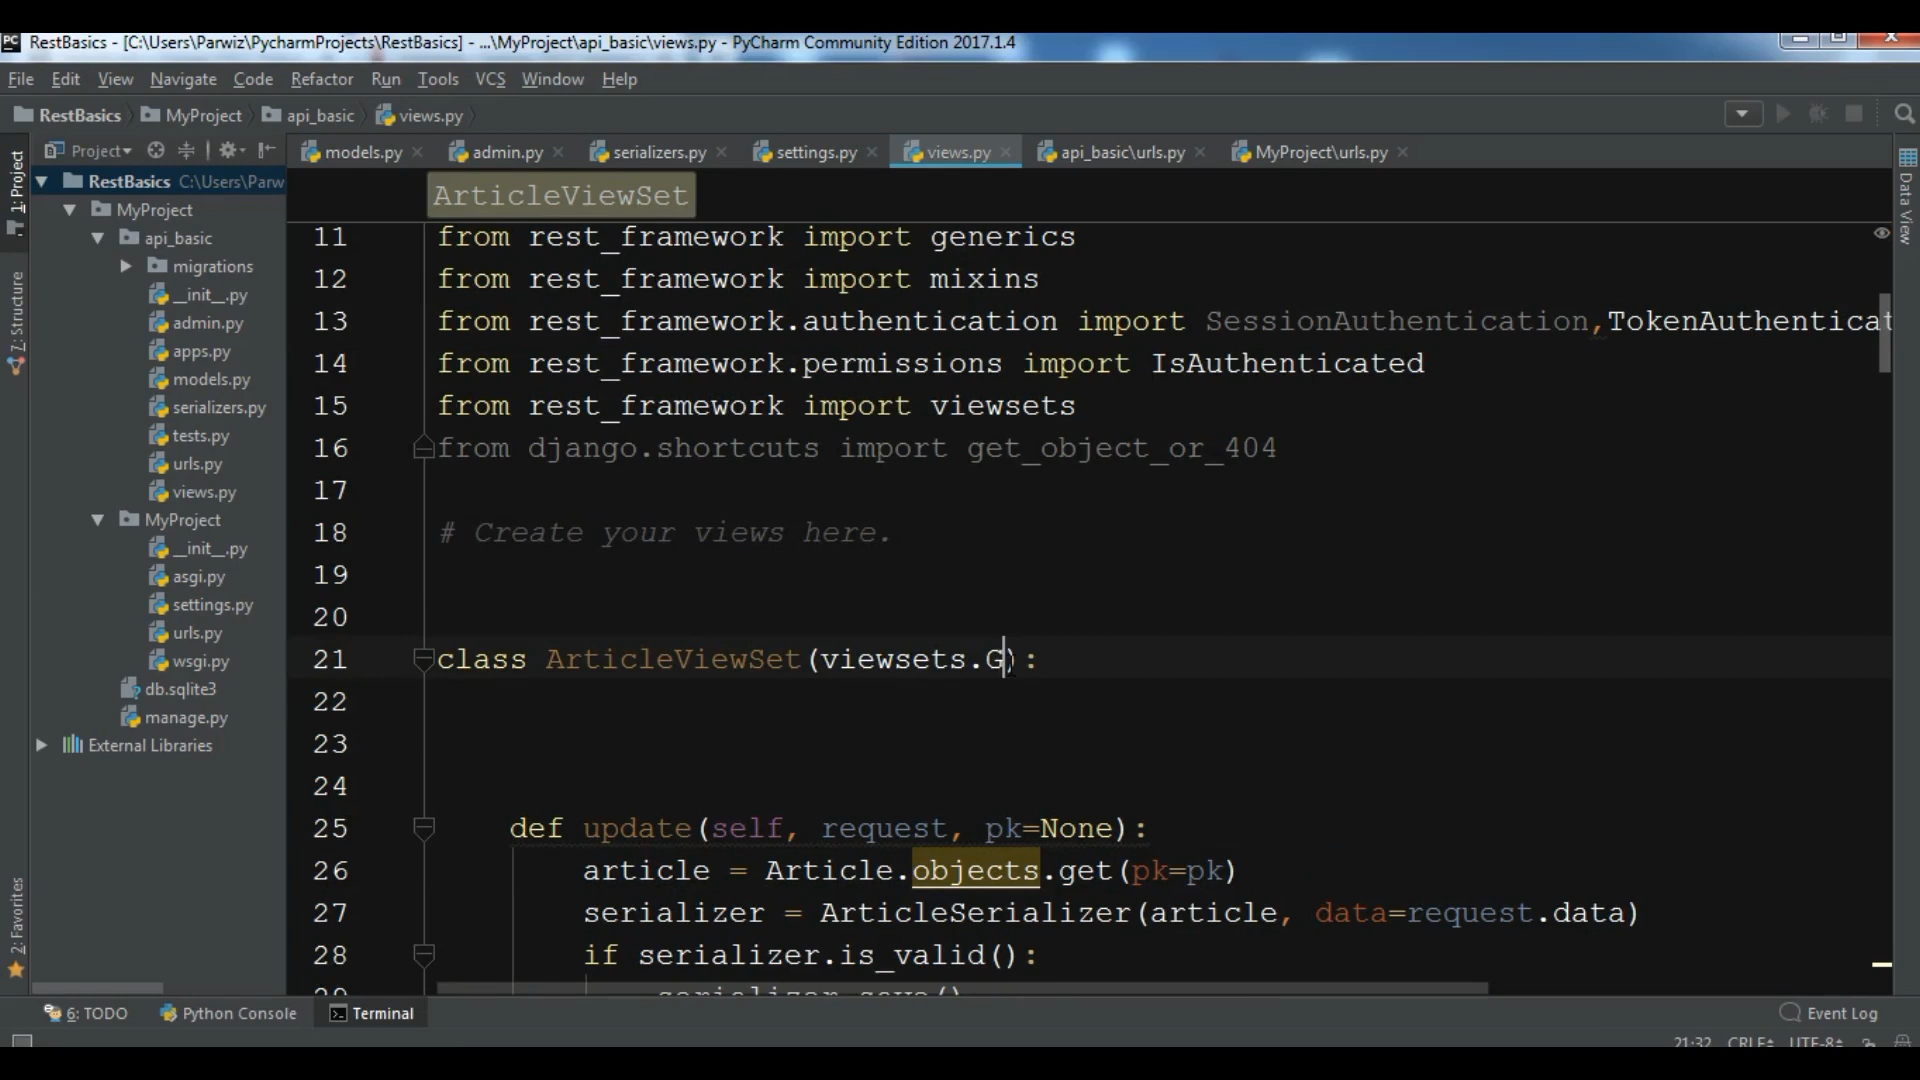 RestBasics - [C:\Users\Parwiz\PycharmProjects\RestBasics] - ...\MyProject\api_basic\views.py - PyCharm Community Edition 2017.1.4
File Edit View Navigate Code Refactor Run Tools VCS Window Help
RestBasics MyProject api_basic views.py
Project
models.py admin.py serializers.py settings.py views.py api_basic\urls.py MyProject\urls.py
1: Project
7: Structure
2: Favorites
Data View
RestBasics C:\Users\Parw
MyProject
api_basic
migrations
__init__.py
admin.py
apps.py
models.py
serializers.py
tests.py
urls.py
views.py
MyProject
__init__.py
asgi.py
settings.py
urls.py
wsgi.py
db.sqlite3
manage.py
External Libraries
ArticleViewSet
11 from rest_framework import generics
12 from rest_framework import mixins
13 from rest_framework.authentication import SessionAuthentication,TokenAuthenticat
14 from rest_framework.permissions import IsAuthenticated
15 from rest_framework import viewsets
16 from django.shortcuts import get_object_or_404
17
18 # Create your views here.
19
20
21 class ArticleViewSet(viewsets.G):
22
23
24
25 def update(self, request, pk=None):
26 article = Article.objects.get(pk=pk)
27 serializer = ArticleSerializer(article, data=request.data)
28 if serializer.is_valid():
29 serializer.save()
6: TODO Python Console Terminal Event Log
21:32 CRLF UTF-8